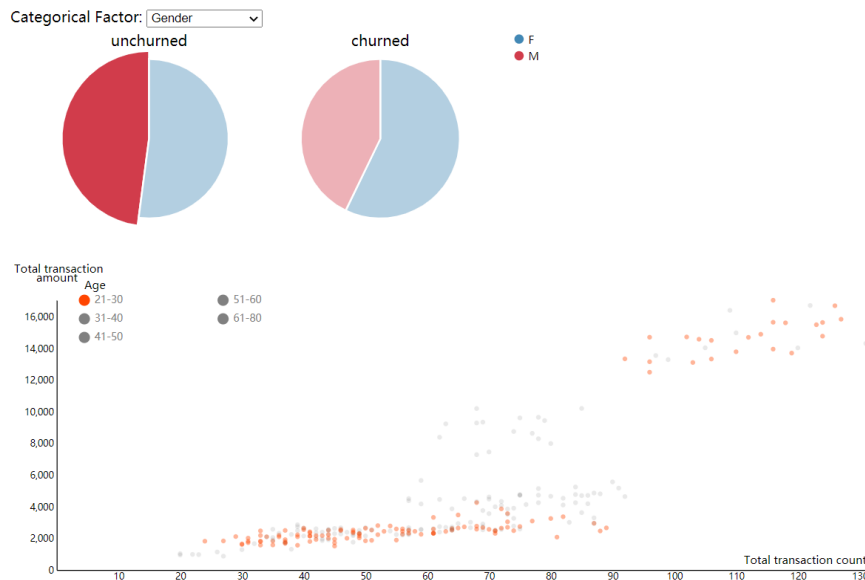 Categorical Factor: Gender
unchurned
churned
F
M
Total transaction
amount
Age
21-30
51-60
31-40
61-80
41-50
16,000
14,000
12,000
10,000
8,000
6,000
4,000
2,000
0
Total transaction count
10 20 30 40 50 60 70 80 90 100 110 120 130